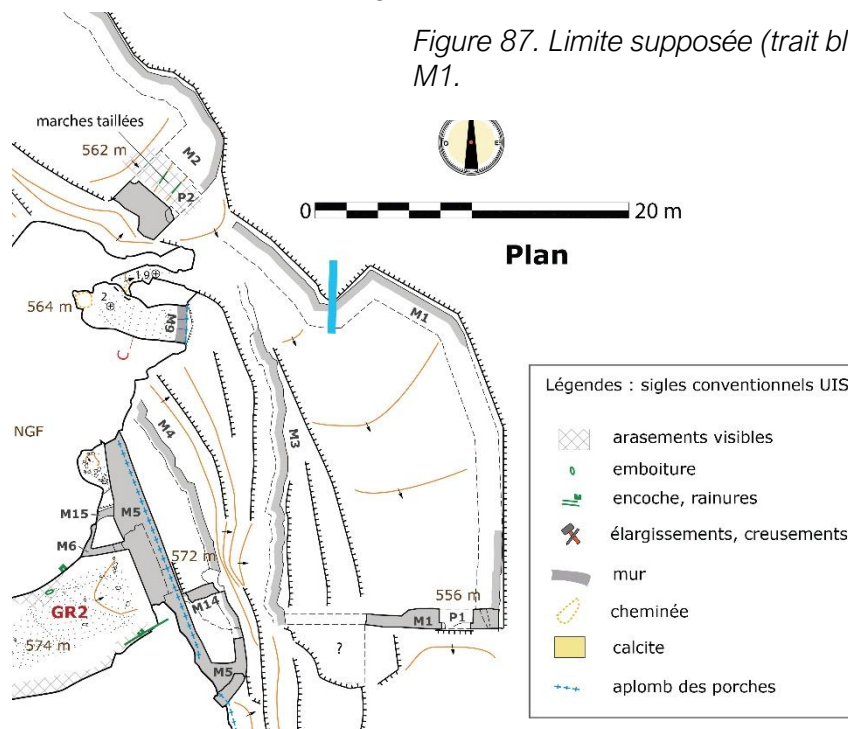 Figure 87. Limite supposée (trait bl
M1.
marches taillées
562 m
M2
P2
0
20 m
Plan
1,9
2
564 m
M9
C
M1
Légendes : sigles conventionnels UIS
NGF
M4
M3
arasements visibles
emboiture
encoche, rainures
élargissements, creusements
mur
cheminée
calcite
aplomb des porches
M15
M5
M6
572 m
556 m
GR2
M14
M1
P1
574 m
?
M5